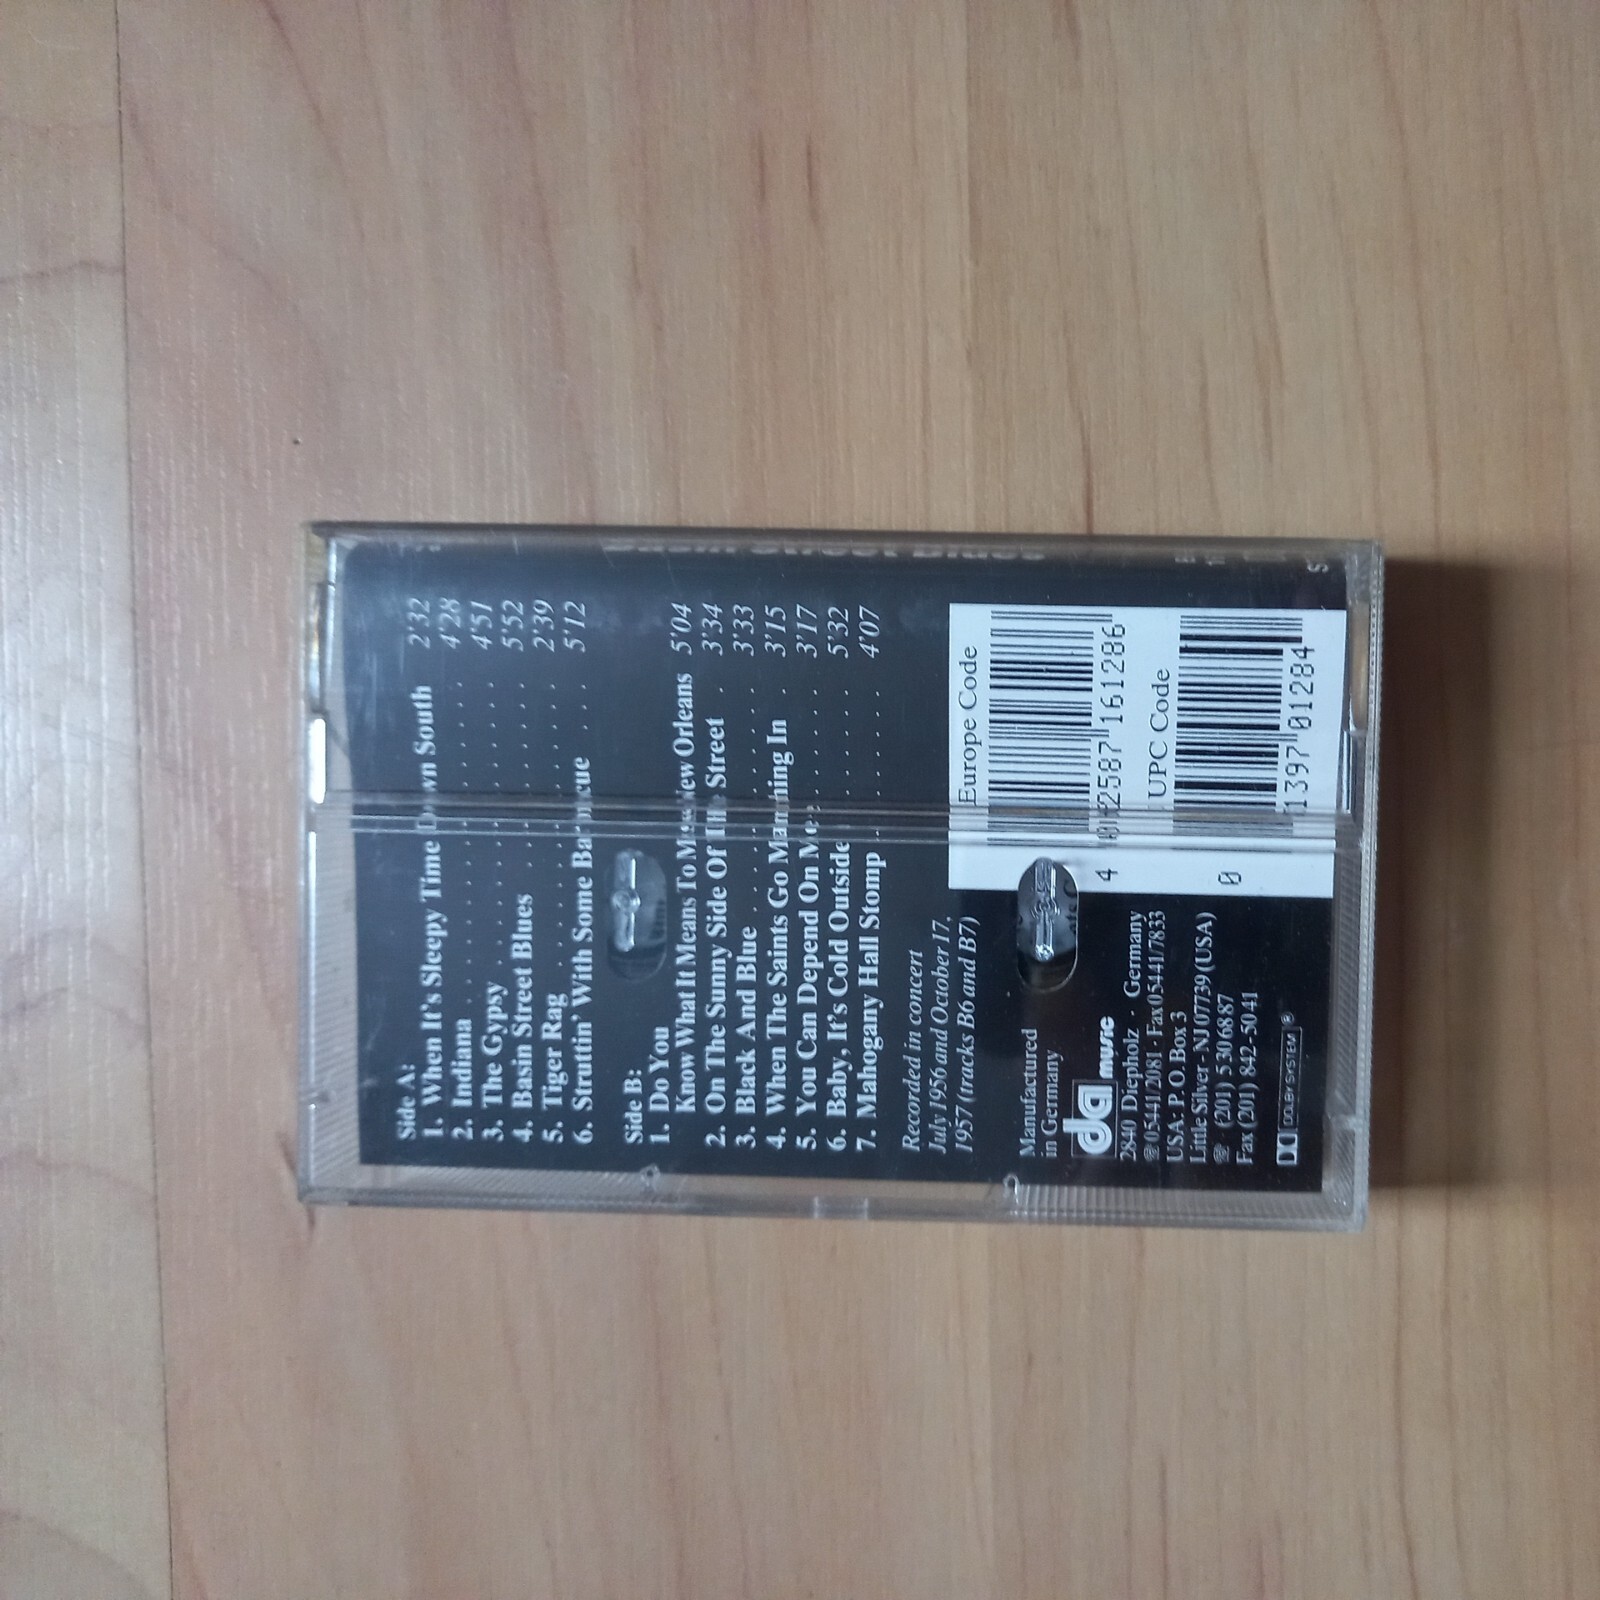 Basin Street Blues
Side A:
1. When It's Sleepy Time Down South 2'32
2. Indiana . . . . . . . . . . . . . . . 4'28
3. The Gypsy . . . . . . . . . . . . . 4'51
4. Basin Street Blues . . . . . . . . 5'52
5. Tiger Rag . . . . . . . . . . . . . 2'39
6. Struttin' With Some Barbecue . . . 5'12
Side B:
1. Do You
Know What It Means To Miss New Orleans 5'04
2. On The Sunny Side Of The Street . 3'34
3. Black And Blue . . . . . . . . . . 3'33
4. When The Saints Go Marching In . 3'15
5. You Can Depend On Me . . . . . . 3'17
6. Baby, It's Cold Outside . . . . . . 5'32
7. Mahogany Hall Stomp . . . . . . . 4'07
Recorded in concert
July 1956 and October 17,
1957 (tracks B6 and B7)
Manufactured
in Germany
da music
2840 Diepholz · Germany
☏ 05441/2081 · Fax 05441/7833
USA: P. O. Box 3
Little Silver - NJ 07739 (USA)
☏ · (201) 5306887
Fax (201) 842-5041
DOLBY SYSTEM ®
Europe Code
4 012587 161286
UPC Code
0 1397 01284